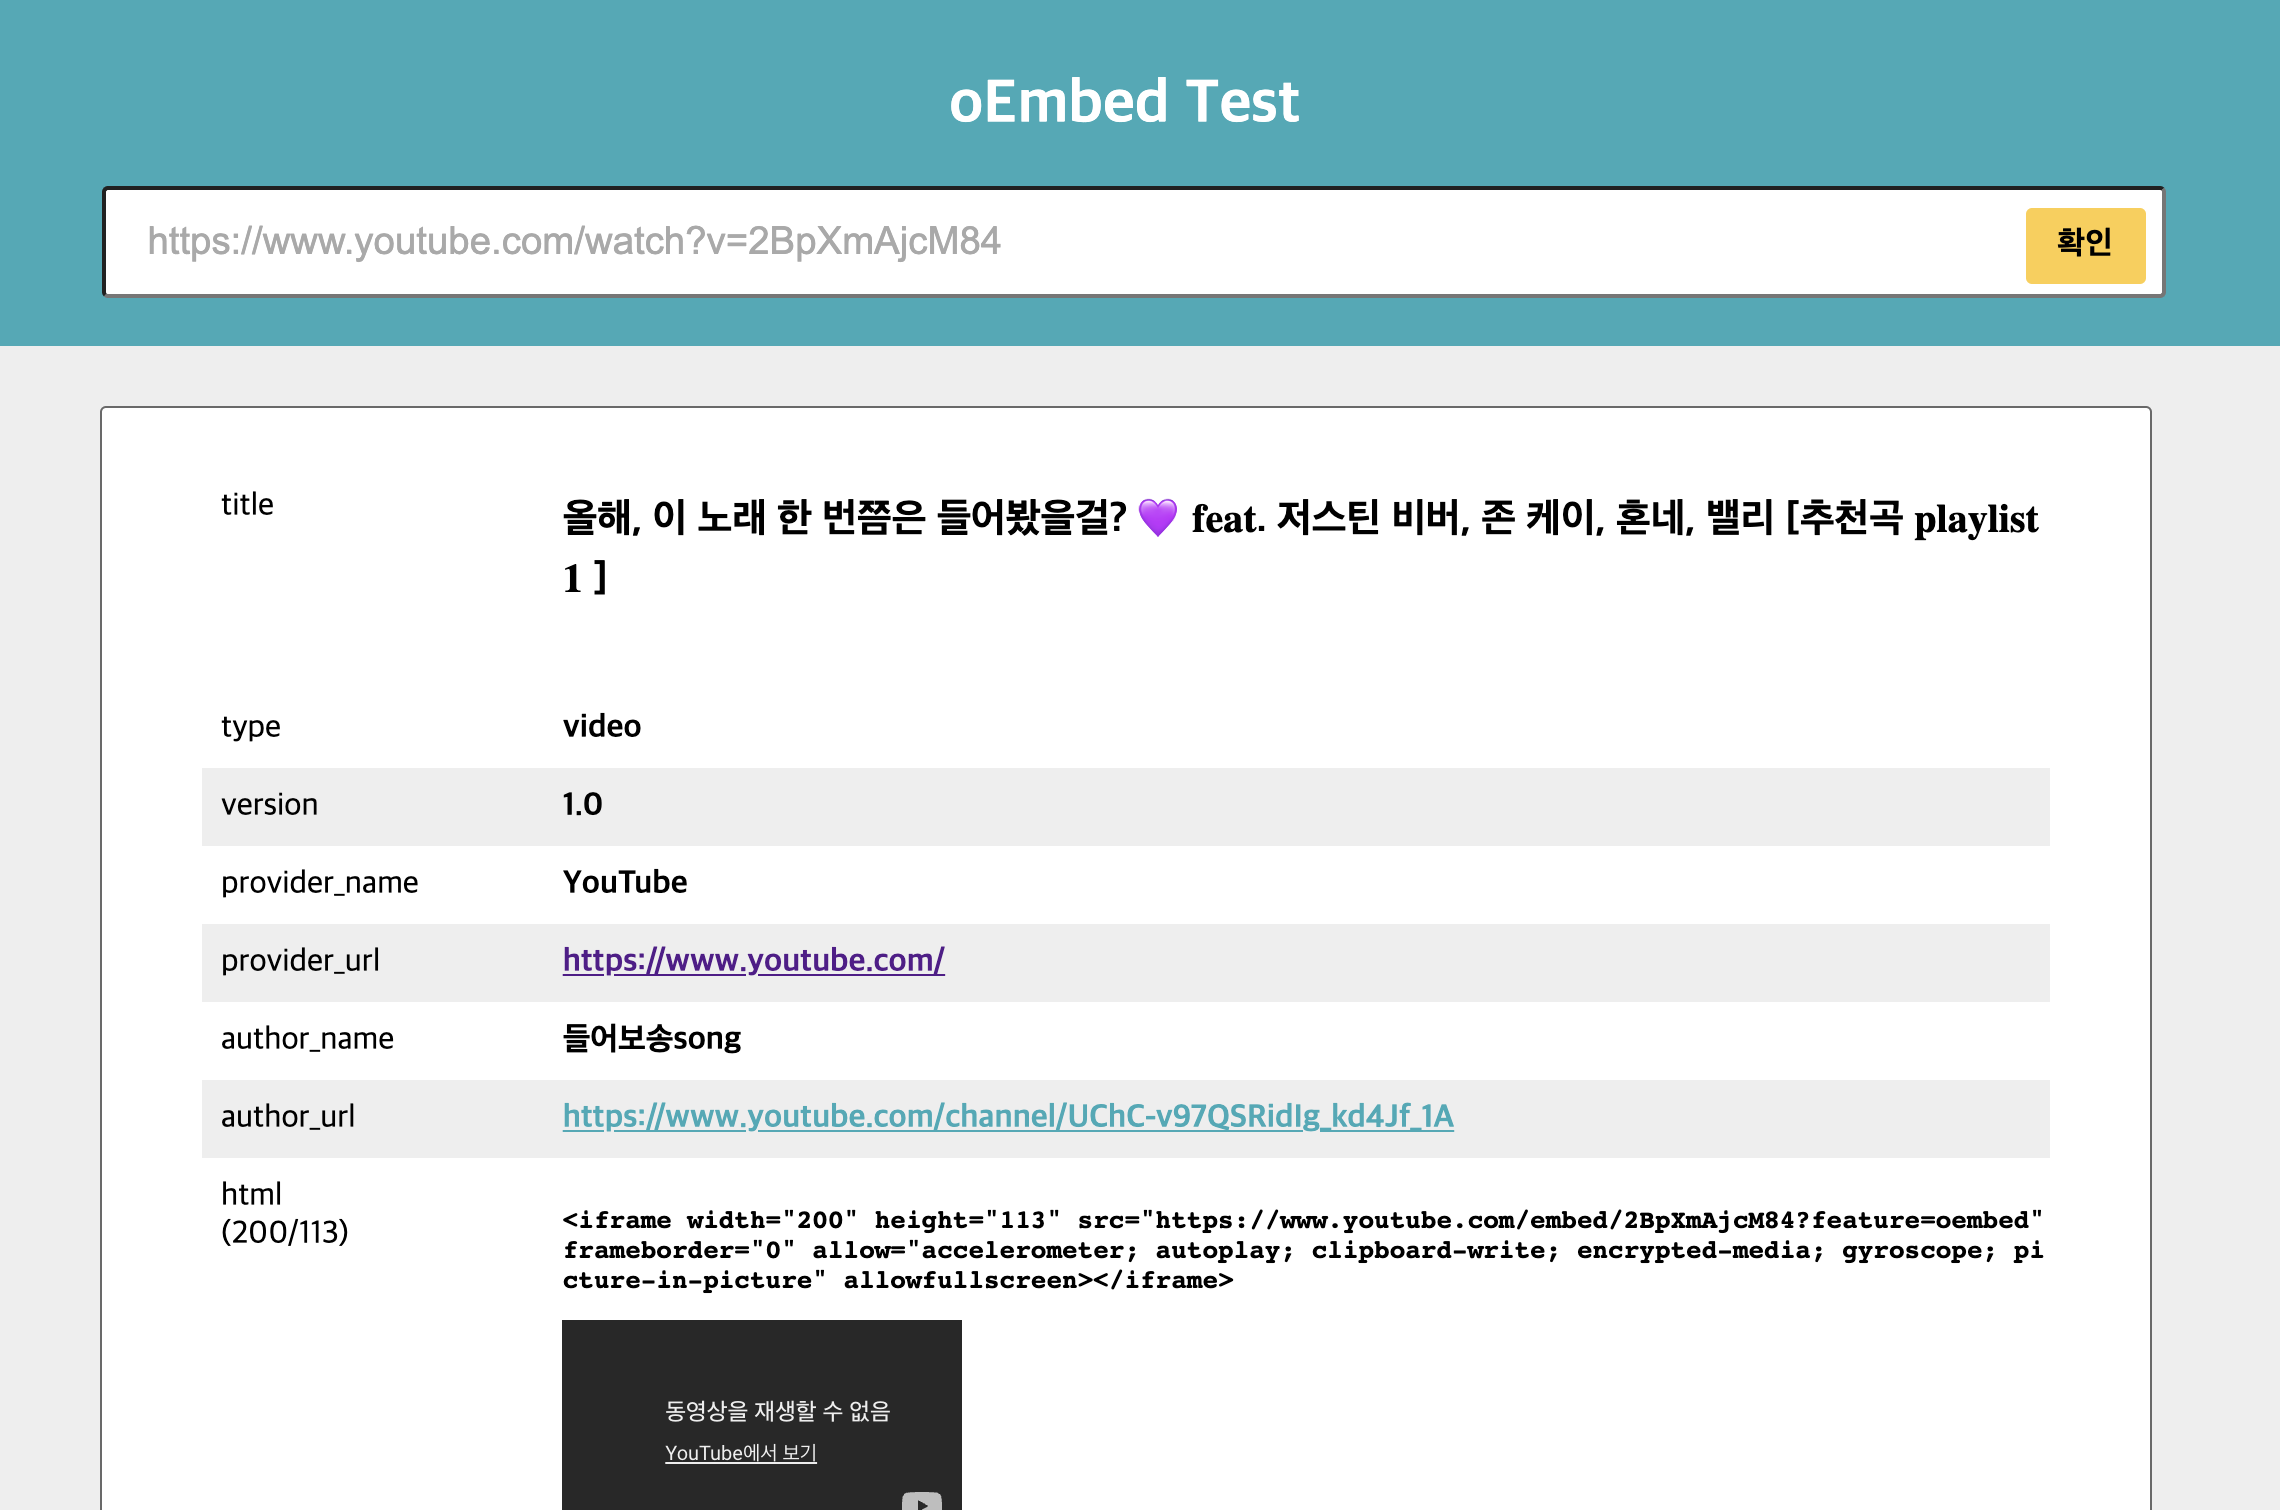 oEmbed Test
https://www.youtube.com/watch?v=2BpXmAjcM84
확인
title
올해, 이 노래 한 번쯤은 들어봤을걸? 💜 feat. 저스틴 비버, 존 케이, 혼네, 밸리 [추천곡 playlist
1 ]
type video
version 1.0
provider_name YouTube
provider_url https://www.youtube.com/
author_name 들어보송song
author_url https://www.youtube.com/channel/UChC-v97QSRidIg_kd4Jf_1A
html
(200/113)
<iframe width="200" height="113" src="https://www.youtube.com/embed/2BpXmAjcM84?feature=oembed"
frameborder="0" allow="accelerometer; autoplay; clipboard-write; encrypted-media; gyroscope; pi
cture-in-picture" allowfullscreen></iframe>
동영상을 재생할 수 없음
YouTube에서 보기